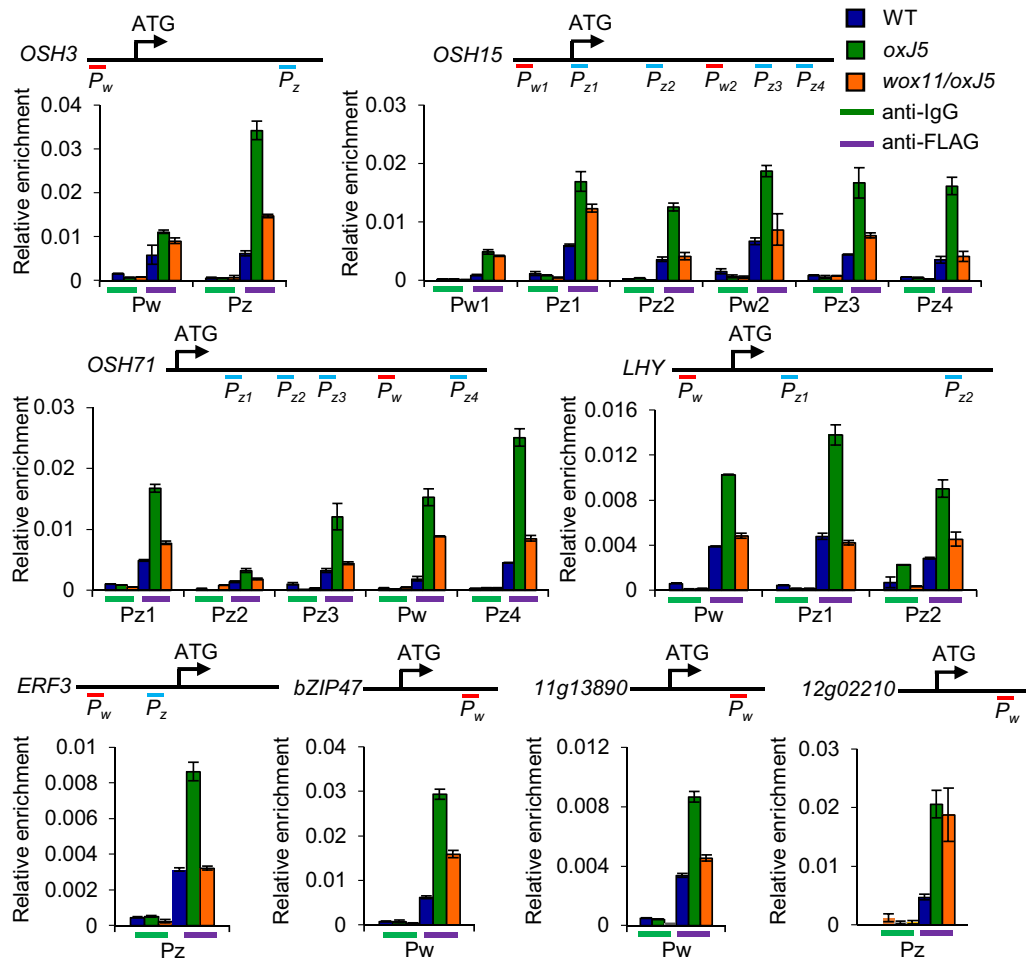 ATG
OSH3
Pw Pz
Relative enrichment
0.04
0.03
0.02
0.01
0
Pw Pz
ATG
OSH15
Pw1 Pz1 Pz2 Pw2 Pz3 Pz4
Relative enrichment
0.03
0.02
0.01
0
Pw1 Pz1 Pz2 Pw2 Pz3 Pz4
WT
oxJ5
wox11/oxJ5
anti-IgG
anti-FLAG
ATG
OSH71
Pz1 Pz2 Pz3 Pw Pz4
Relative enrichment
0.03
0.02
0.01
0
Pz1 Pz2 Pz3 Pw Pz4
ATG
LHY
Pw Pz1 Pz2
Relative enrichment
0.016
0.012
0.008
0.004
0
Pw Pz1 Pz2
ATG
ERF3
Pw Pz
Relative enrichment
0.01
0.008
0.006
0.004
0.002
0
Pz
ATG
bZIP47
Pw
Relative enrichment
0.04
0.03
0.02
0.01
0
Pw
ATG
11g13890
Pw
Relative enrichment
0.012
0.008
0.004
0
Pw
ATG
12g02210
Pw
Relative enrichment
0.03
0.02
0.01
0
Pz